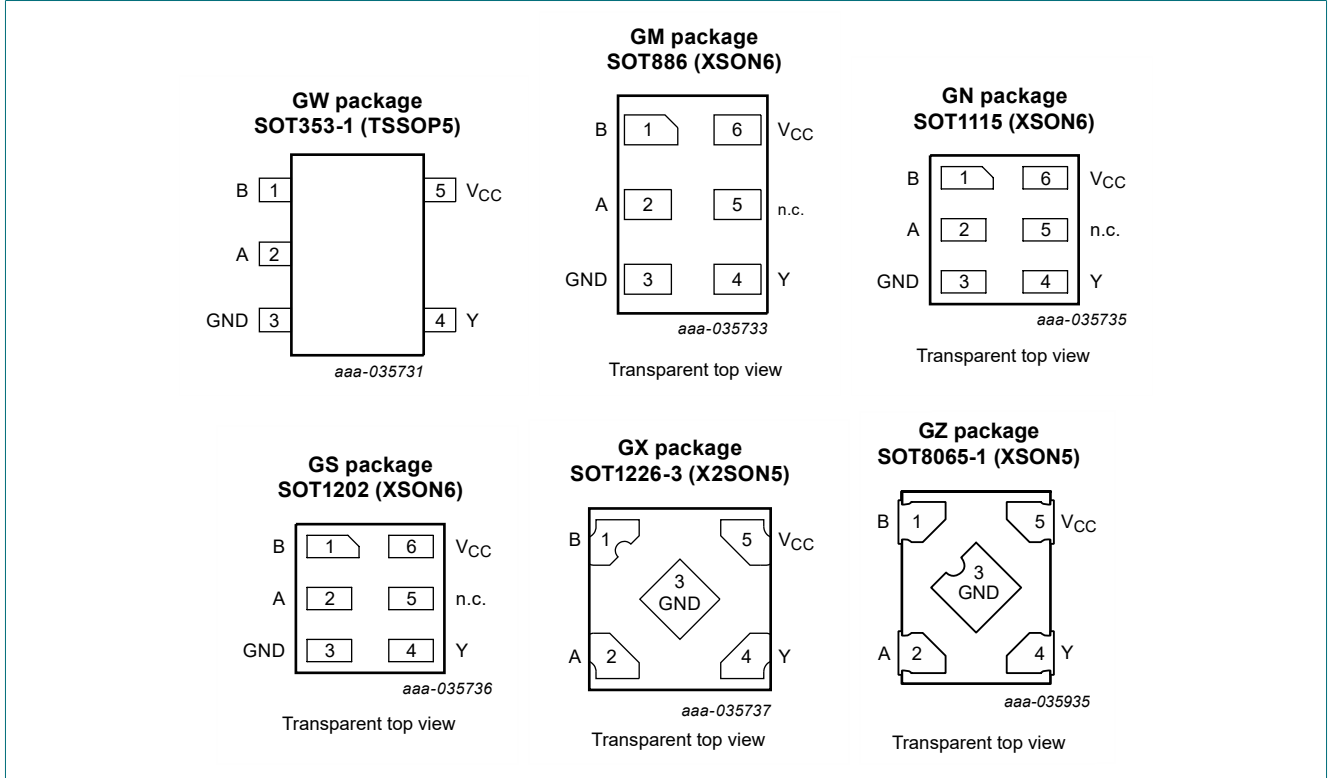 GW package
SOT353-1 (TSSOP5)
B 1 5 VCC
A 2
GND 3 4 Y
aaa-035731
GM package
SOT886 (XSON6)
B 1 6 VCC
A 2 5 n.c.
GND 3 4 Y
aaa-035733
Transparent top view
GN package
SOT1115 (XSON6)
B 1 6 VCC
A 2 5 n.c.
GND 3 4 Y
aaa-035735
Transparent top view
GS package
SOT1202 (XSON6)
B 1 6 VCC
A 2 5 n.c.
GND 3 4 Y
aaa-035736
Transparent top view
GX package
SOT1226-3 (X2SON5)
B 1 5 VCC
3
GND
A 2 4 Y
aaa-035737
Transparent top view
GZ package
SOT8065-1 (XSON5)
B 1 5 VCC
3
GND
A 2 4 Y
aaa-035935
Transparent top view